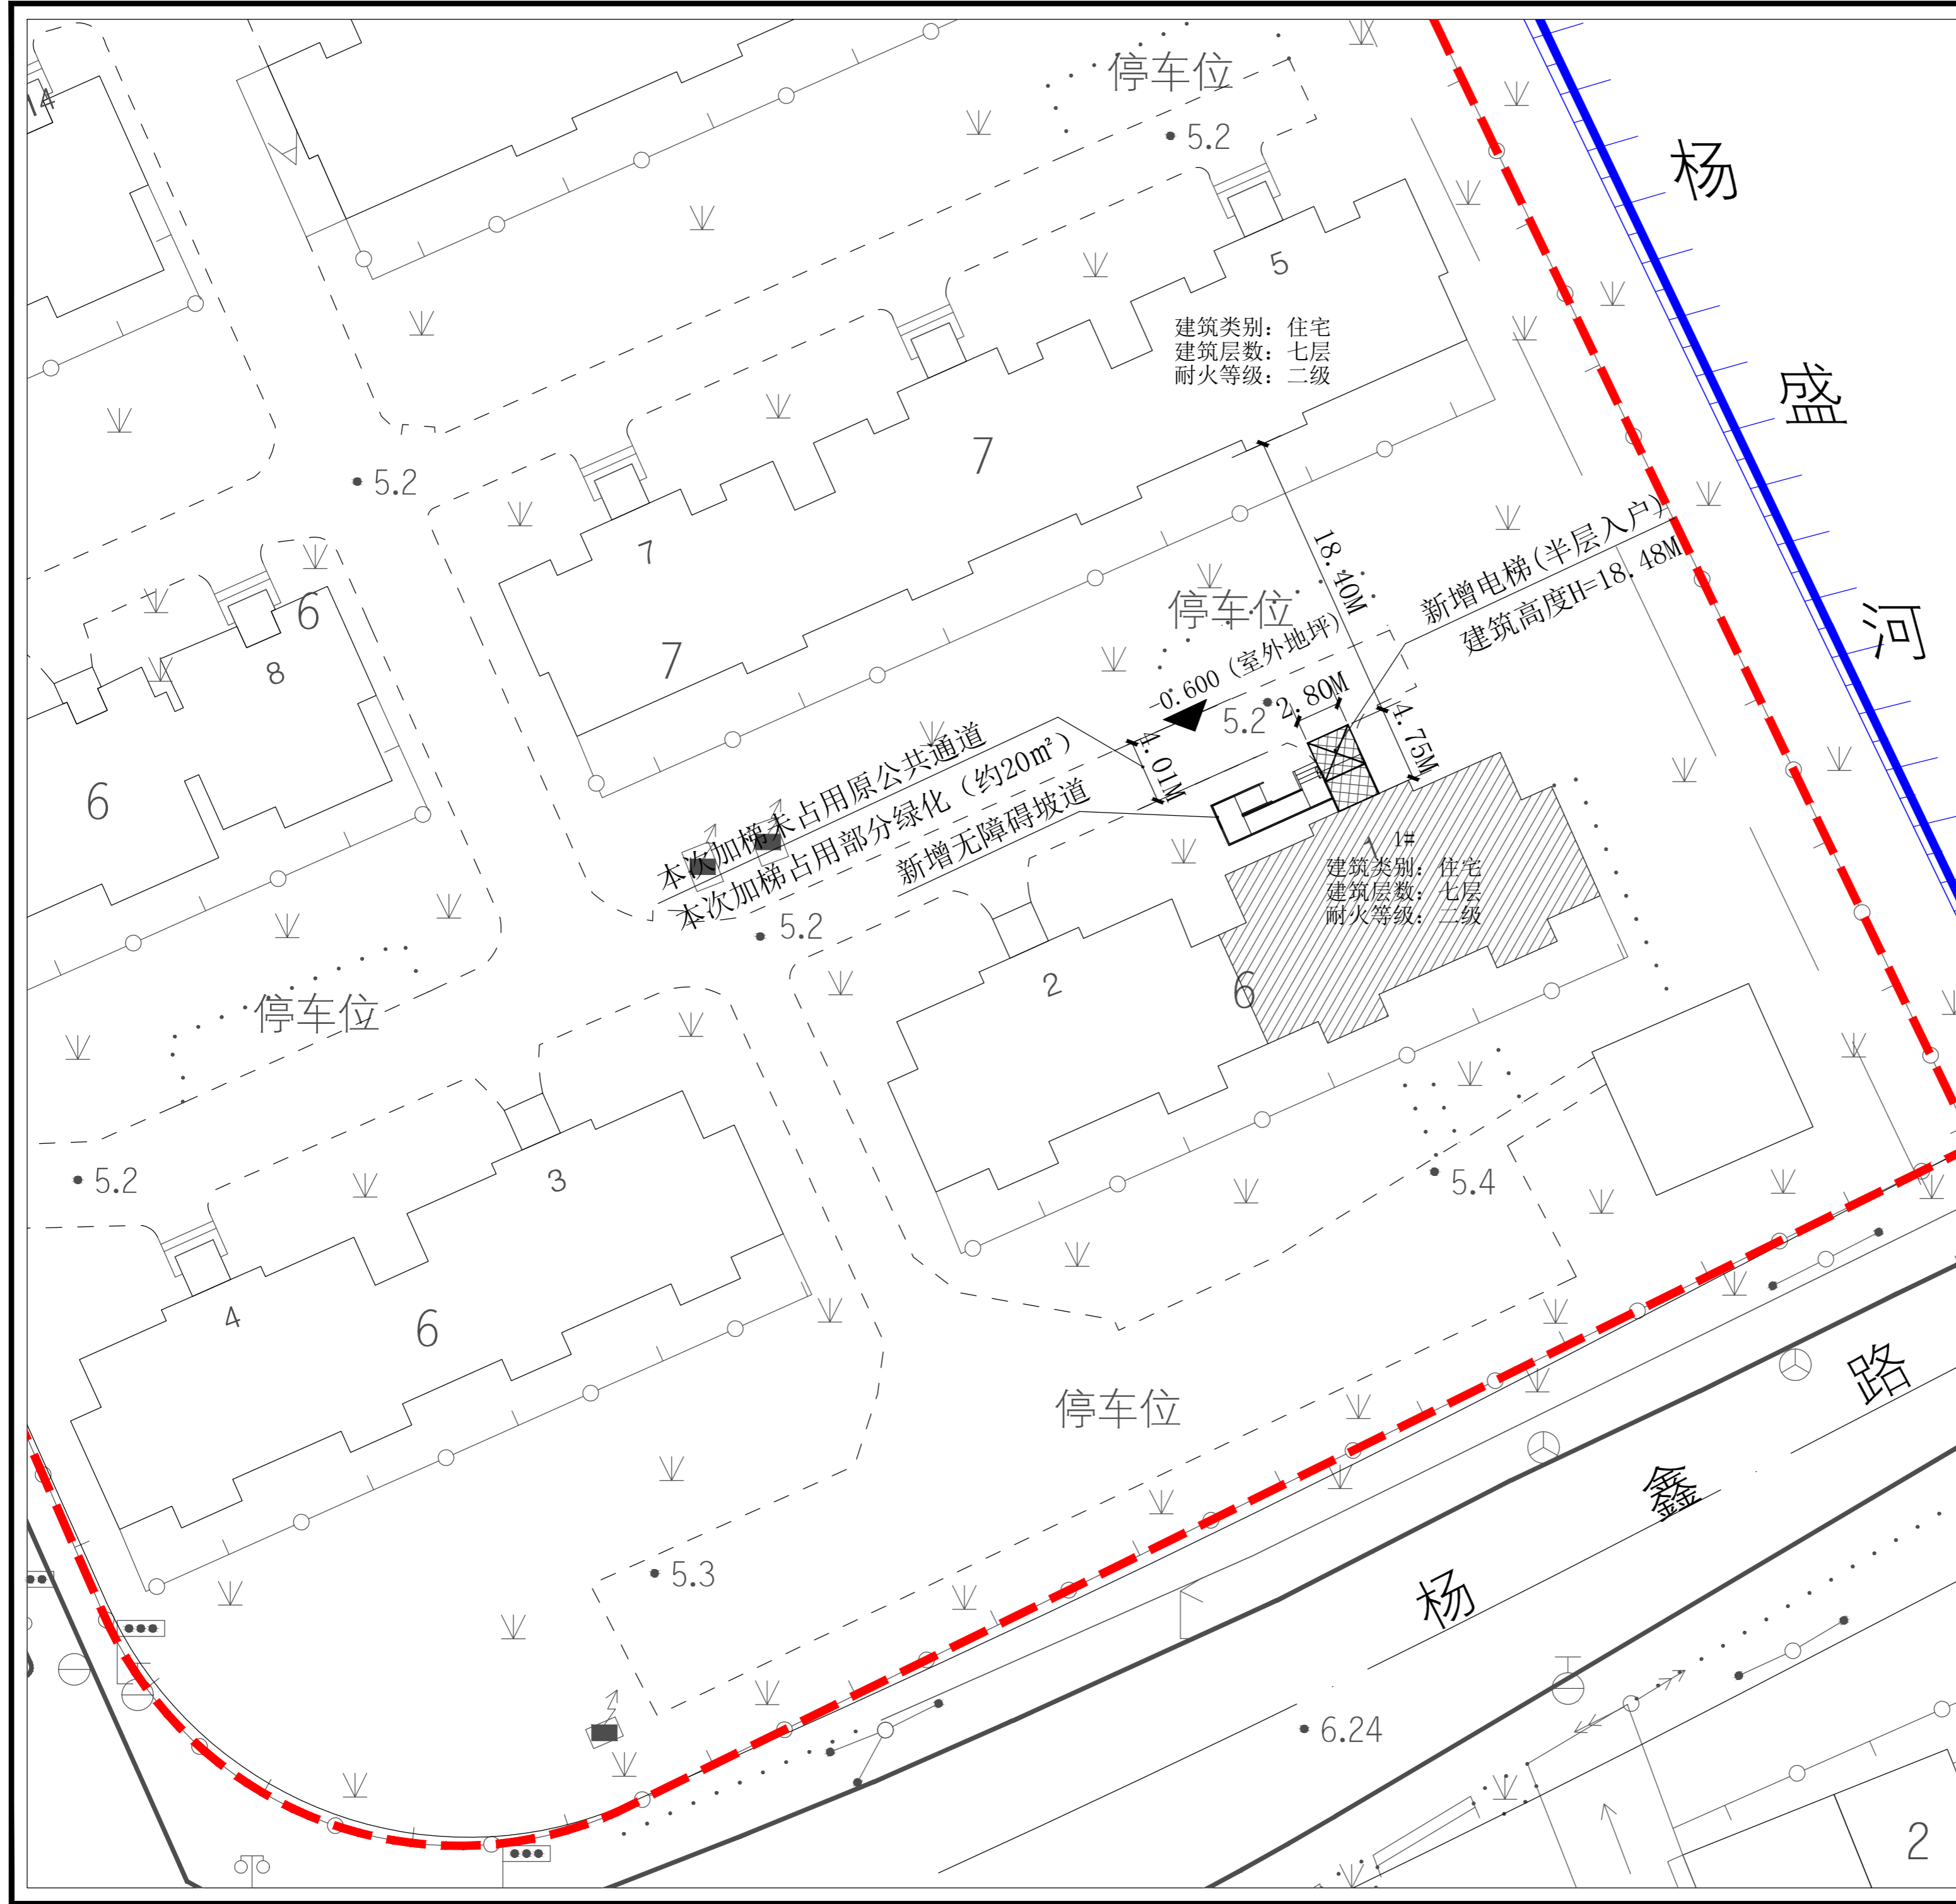 停车位
14
5.2
杨
5
建筑类别：住宅
建筑层数：七层
耐火等级：二级
盛
7
5.2
7
18.40M
新增电梯(半层入户)
建筑高度H=18.48M
河
6
停车位
7
8
-0.600 (室外地坪)
2.80M
5.2
4.75M
4.01M
6
本次加梯未占用原公共通道
本次加梯占用部分绿化（约20m²）
新增无障碍坡道
1
1#
建筑类别：住宅
建筑层数：七层
耐火等级：二级
5.2
2
6
停车位
5.2
3
5.4
4
6
路
停车位
鑫
5.3
杨
6.24
2